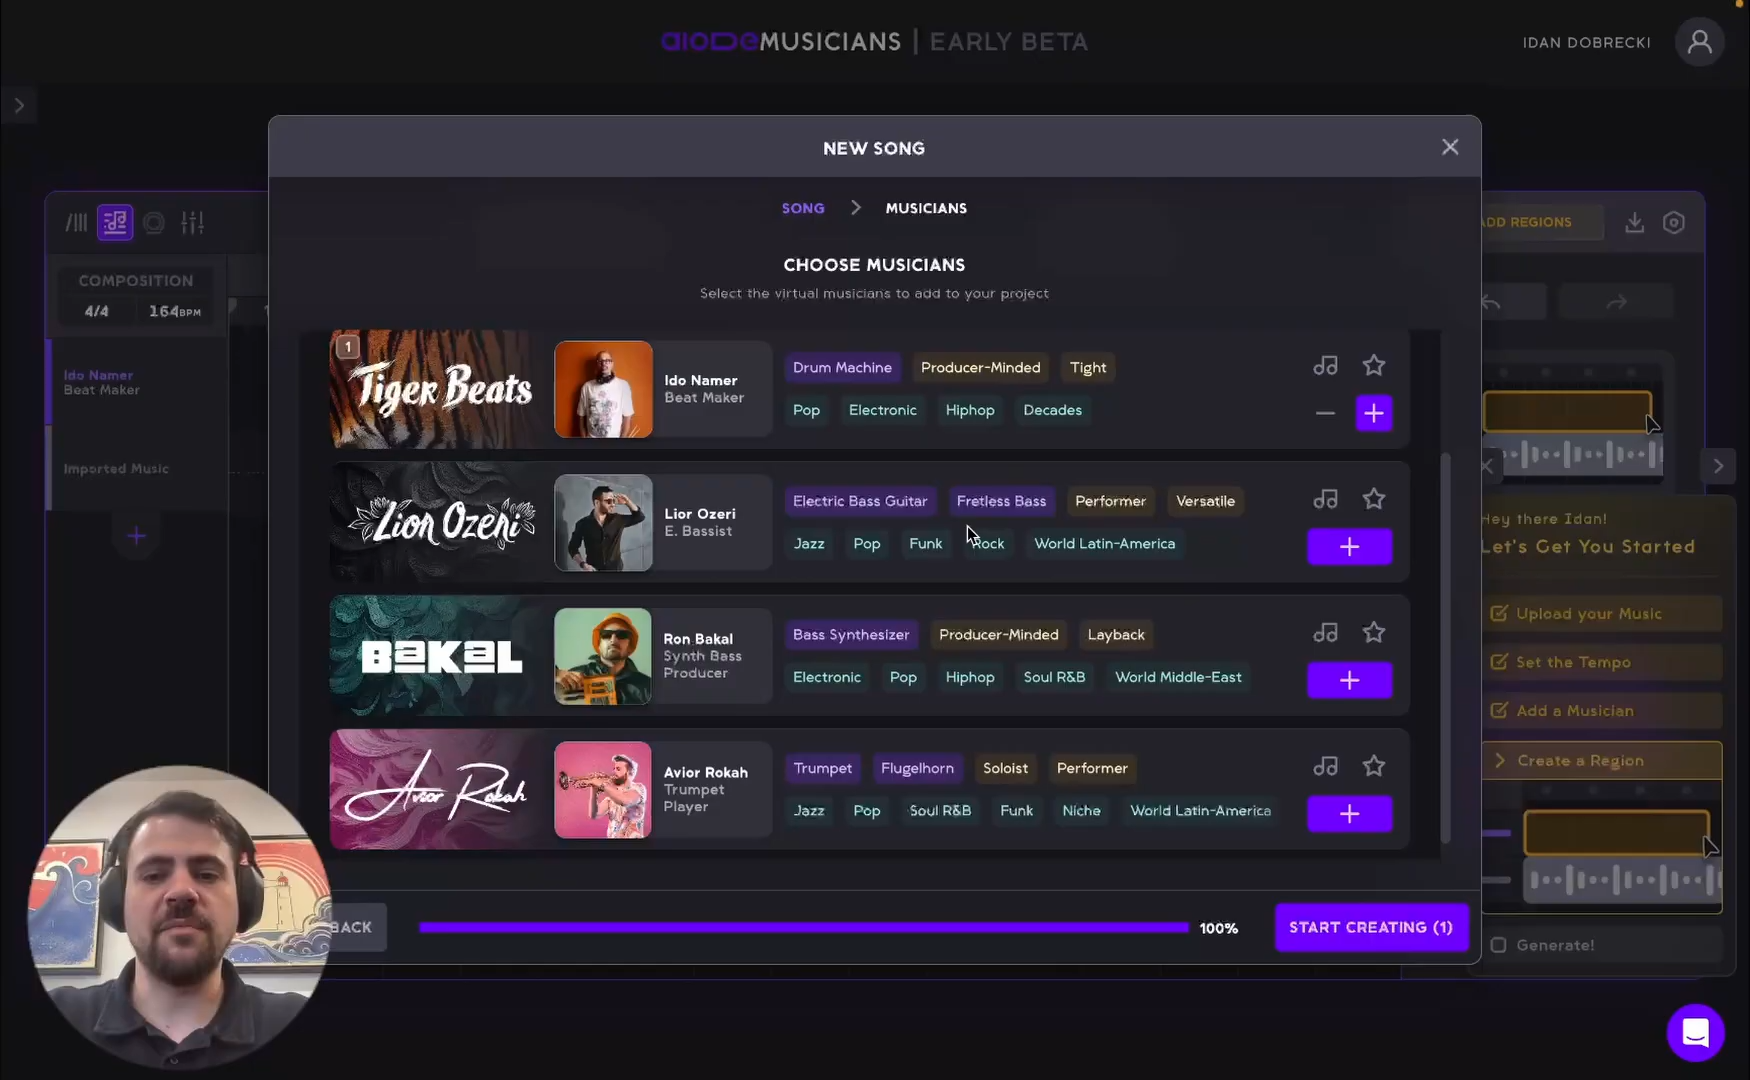 aiodeMUSICIANS | EARLY BETA
IDAN DOBRECKI
NEW SONG
SONG > MUSICIANS
CHOOSE MUSICIANS
Select the virtual musicians to add to your project
COMPOSITION
4/4 164BPM
Ido Namer
Beat Maker
Imported Music
1
Tiger Beats
Ido Namer
Beat Maker
Drum Machine Producer-Minded Tight
Pop Electronic Hiphop Decades
Lior Ozeri
Lior Ozeri
E. Bassist
Electric Bass Guitar Fretless Bass Performer Versatile
Jazz Pop Funk Rock World Latin-America
BAKAL
Ron Bakal
Synth Bass
Producer
Bass Synthesizer Producer-Minded Layback
Electronic Pop Hiphop Soul R&B World Middle-East
Avior Rokah
Avior Rokah
Trumpet
Player
Trumpet Flugelhorn Soloist Performer
Jazz Pop Soul R&B Funk Niche World Latin-America
BACK
100%
START CREATING (1)
ADD REGIONS
Hey there Idan!
Let's Get You Started
Upload your Music
Set the Tempo
Add a Musician
Create a Region
Generate!